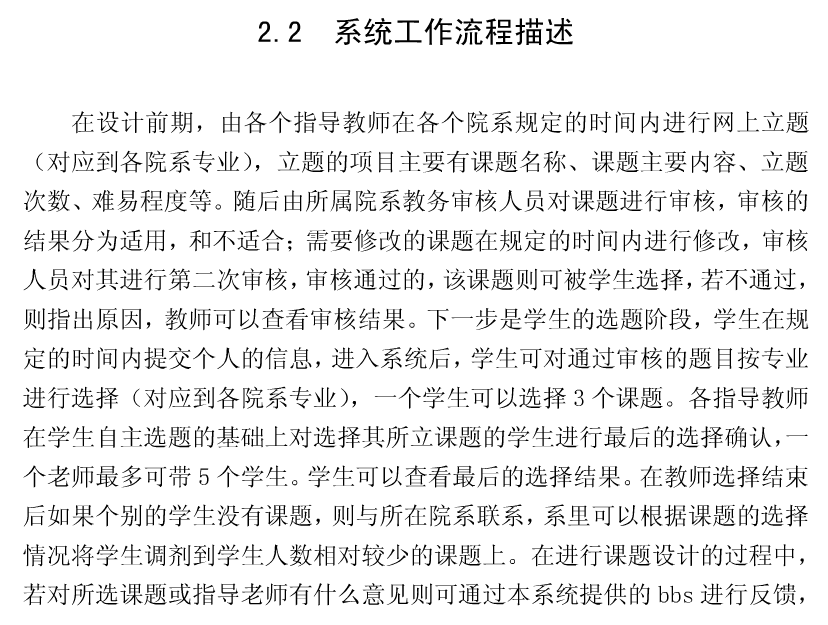 2.2 系统工作流程描述
在设计前期，由各个指导教师在各个院系规定的时间内进行网上立题
（对应到各院系专业），立题的项目主要有课题名称、课题主要内容、立题
次数、难易程度等。随后由所属院系教务审核人员对课题进行审核，审核的
结果分为适用，和不适合；需要修改的课题在规定的时间内进行修改，审核
人员对其进行第二次审核，审核通过的，该课题则可被学生选择，若不通过，
则指出原因，教师可以查看审核结果。下一步是学生的选题阶段，学生在规
定的时间内提交个人的信息，进入系统后，学生可对通过审核的题目按专业
进行选择（对应到各院系专业），一个学生可以选择 3 个课题。各指导教师
在学生自主选题的基础上对选择其所立课题的学生进行最后的选择确认，一
个老师最多可带 5 个学生。学生可以查看最后的选择结果。在教师选择结束
后如果个别的学生没有课题，则与所在院系联系，系里可以根据课题的选择
情况将学生调剂到学生人数相对较少的课题上。在进行课题设计的过程中，
若对所选课题或指导老师有什么意见则可通过本系统提供的 bbs 进行反馈，